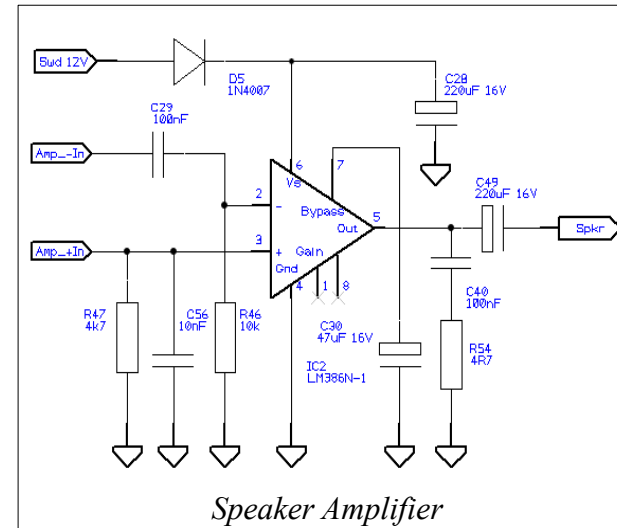 Swd 12V
D5
1N4007
C28
220uF 16V
C29
100nF
Amp_-In
6
7
Vs
C49
220uF 16V
2
-
Bypass
5
Out
Spkr
Amp_+In
3
+
Gain
Gnd
4
1
8
C40
100nF
R47
4k7
C56
10nF
R46
10k
C30
47uF 16V
IC2
LM386N-1
R54
4R7
Speaker Amplifier